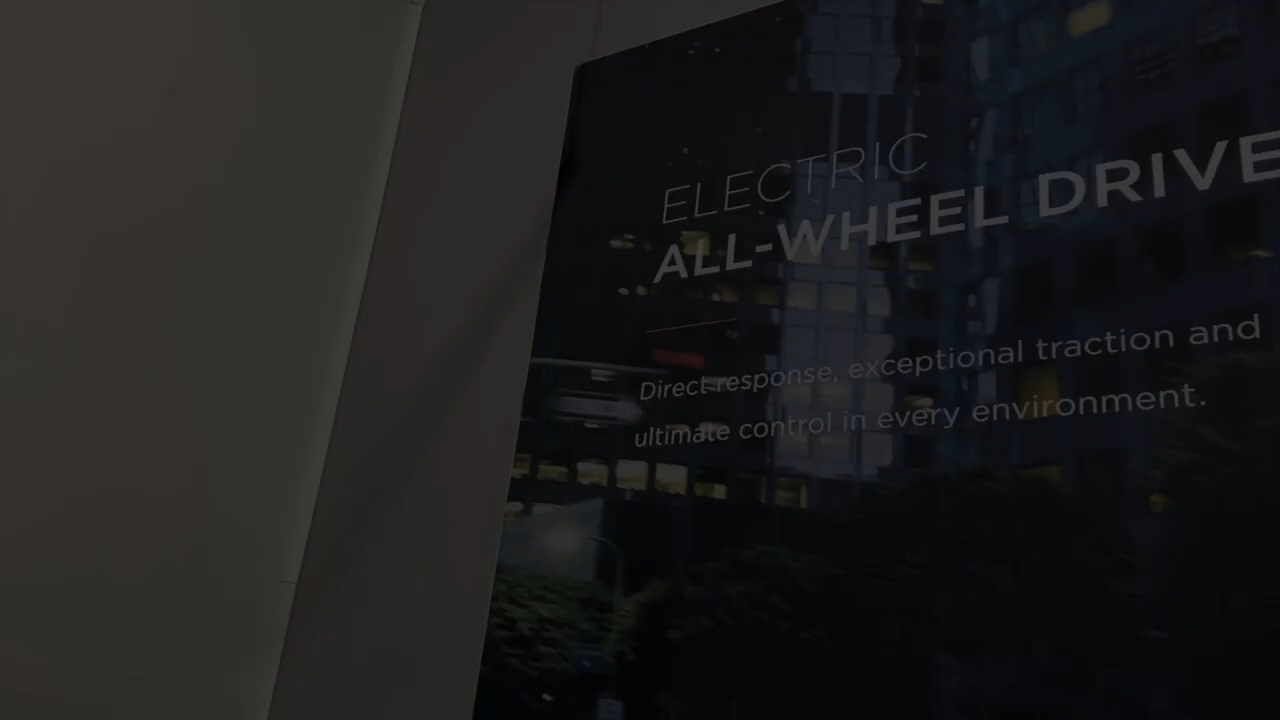 ELECTRIC
ALL-WHEEL DRIVE
Direct response, exceptional traction and
ultimate control in every environment.